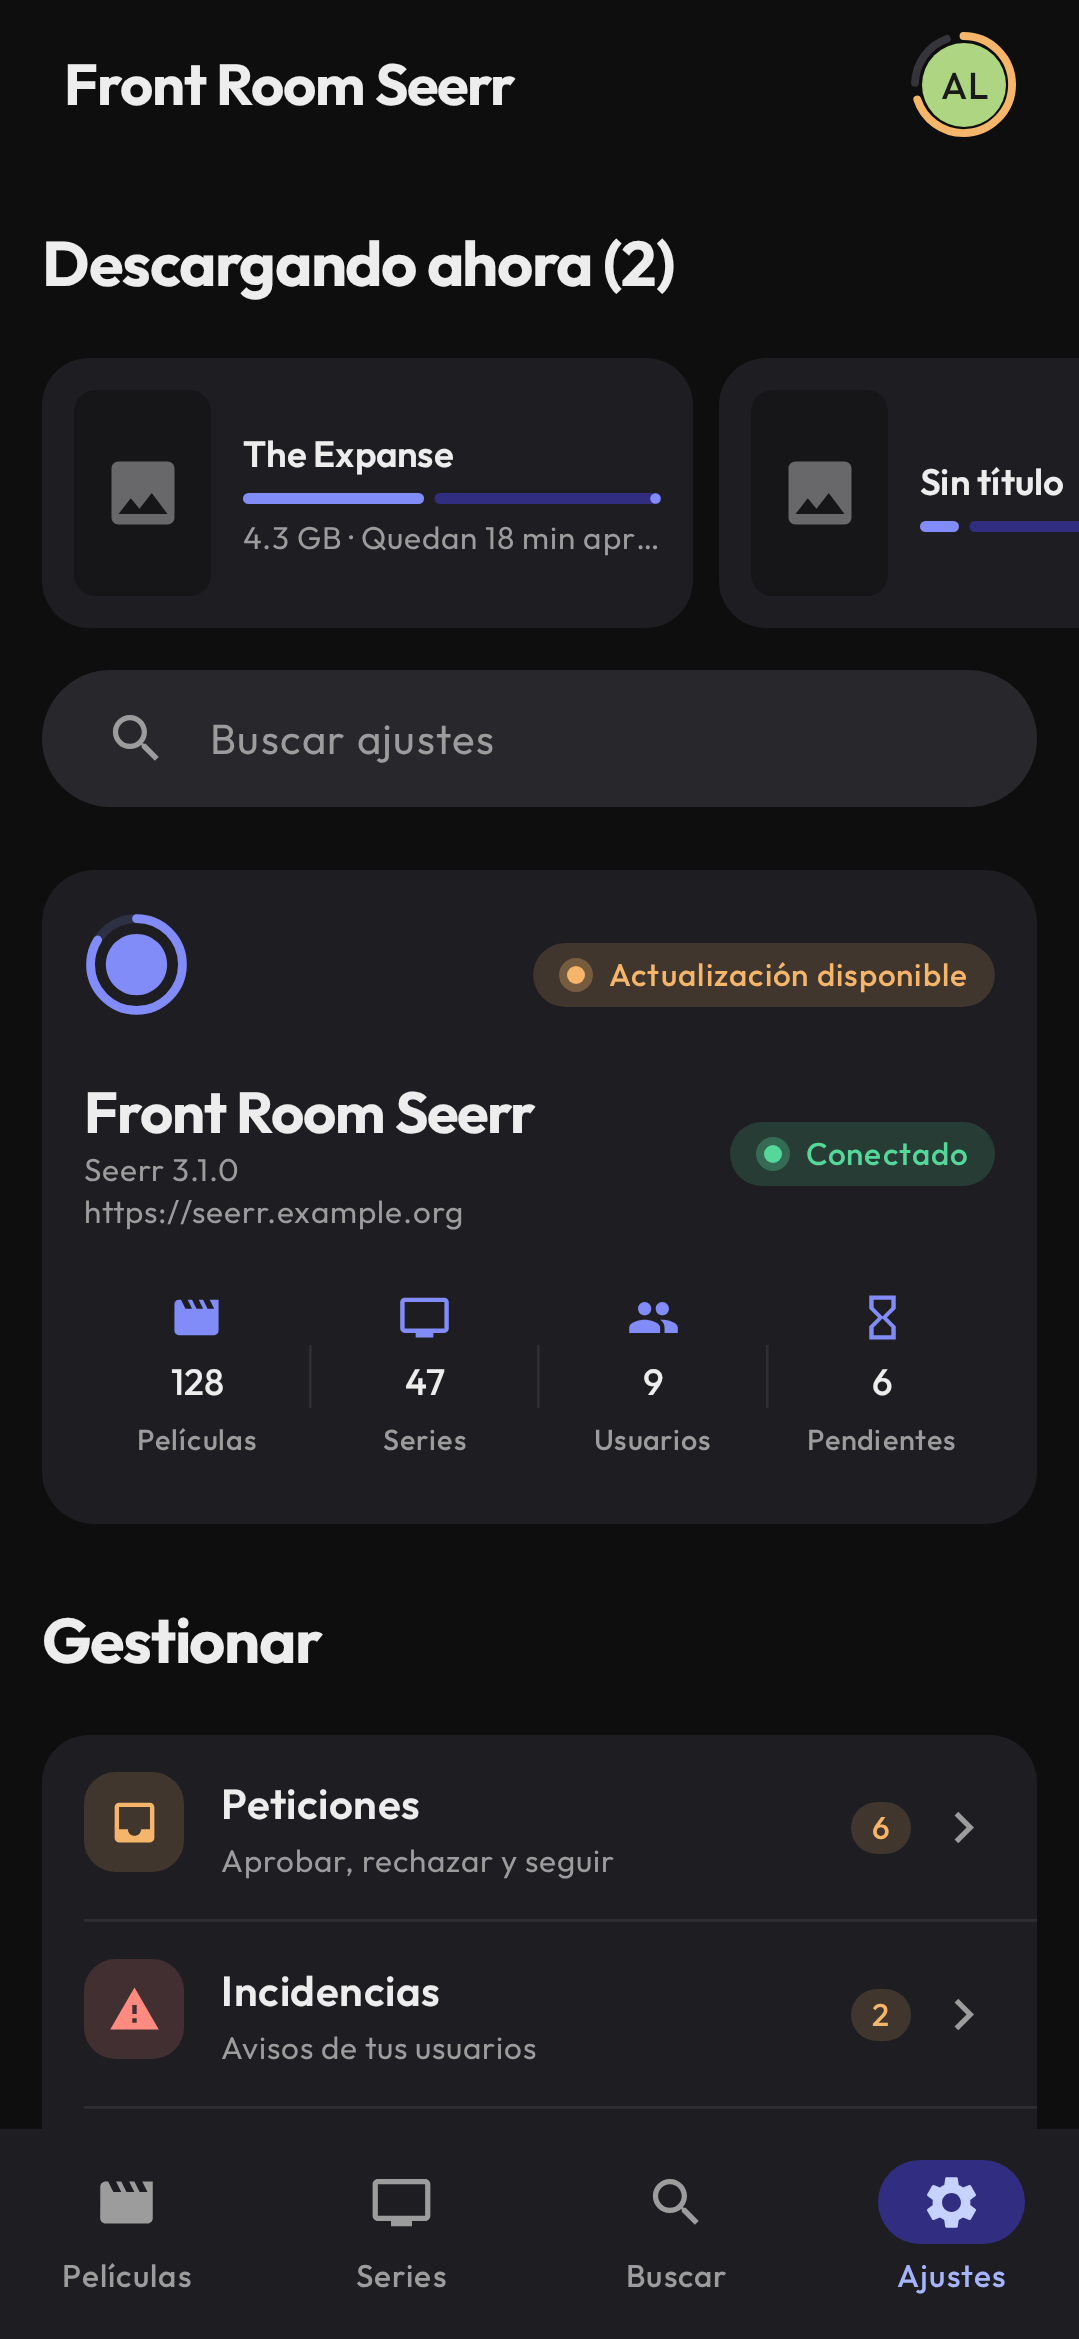 Front Room Seerr
AL
Descargando ahora (2)
The Expanse
4.3 GB · Quedan 18 min apr...
Sin título
Buscar ajustes
Actualización disponible
Front Room Seerr
Seerr 3.1.0
https://seerr.example.org
Conectado
128
Películas
47
Series
9
Usuarios
6
Pendientes
Gestionar
Peticiones
Aprobar, rechazar y seguir
6
Incidencias
Avisos de tus usuarios
2
Películas
Series
Buscar
Ajustes